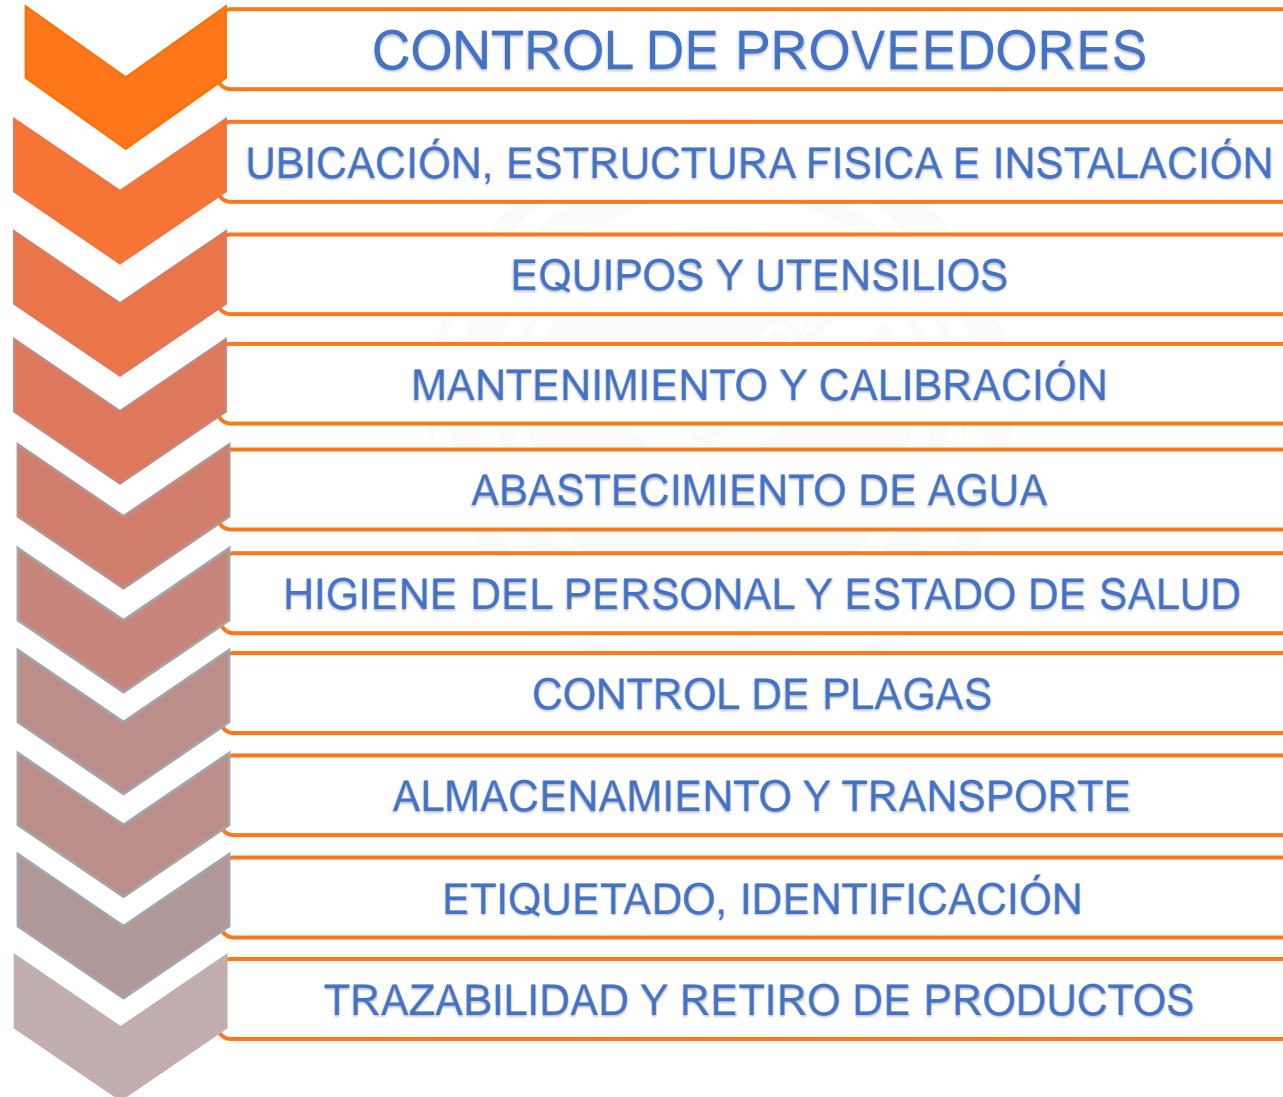 CONTROL DE PROVEEDORES
UBICACIÓN, ESTRUCTURA FISICA E INSTALACIÓN
EQUIPOS Y UTENSILIOS
MANTENIMIENTO Y CALIBRACIÓN
ABASTECIMIENTO DE AGUA
HIGIENE DEL PERSONAL Y ESTADO DE SALUD
CONTROL DE PLAGAS
ALMACENAMIENTO Y TRANSPORTE
ETIQUETADO, IDENTIFICACIÓN
TRAZABILIDAD Y RETIRO DE PRODUCTOS